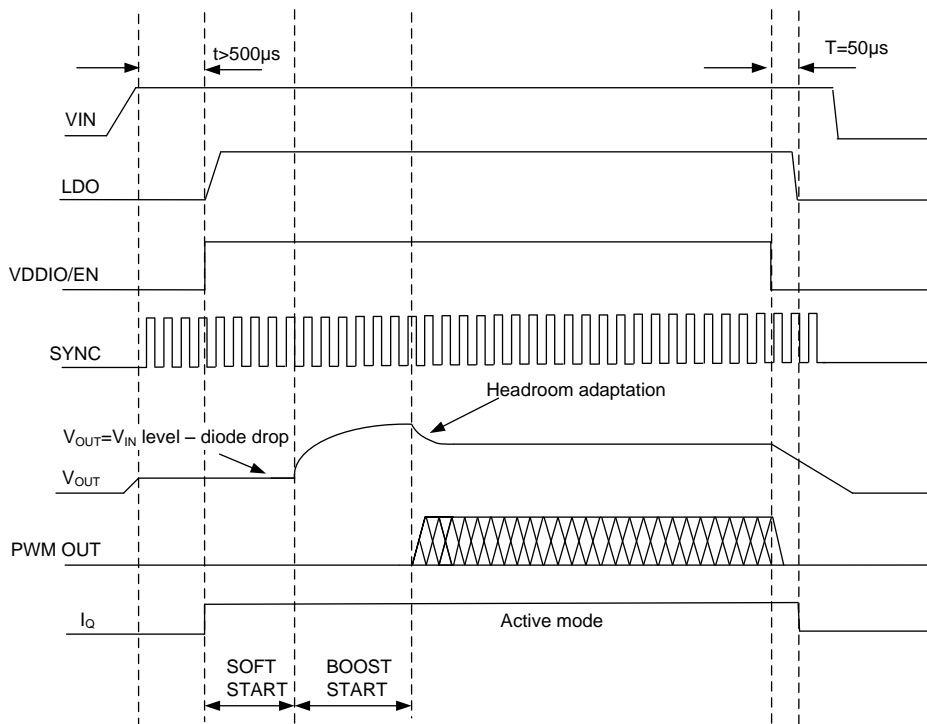 t>500µs
T=50µs
VIN
LDO
VDDIO/EN
SYNC
Headroom adaptation
VOUT=VIN level – diode drop
VOUT
PWM OUT
IQ
Active mode
SOFT
START
BOOST
START